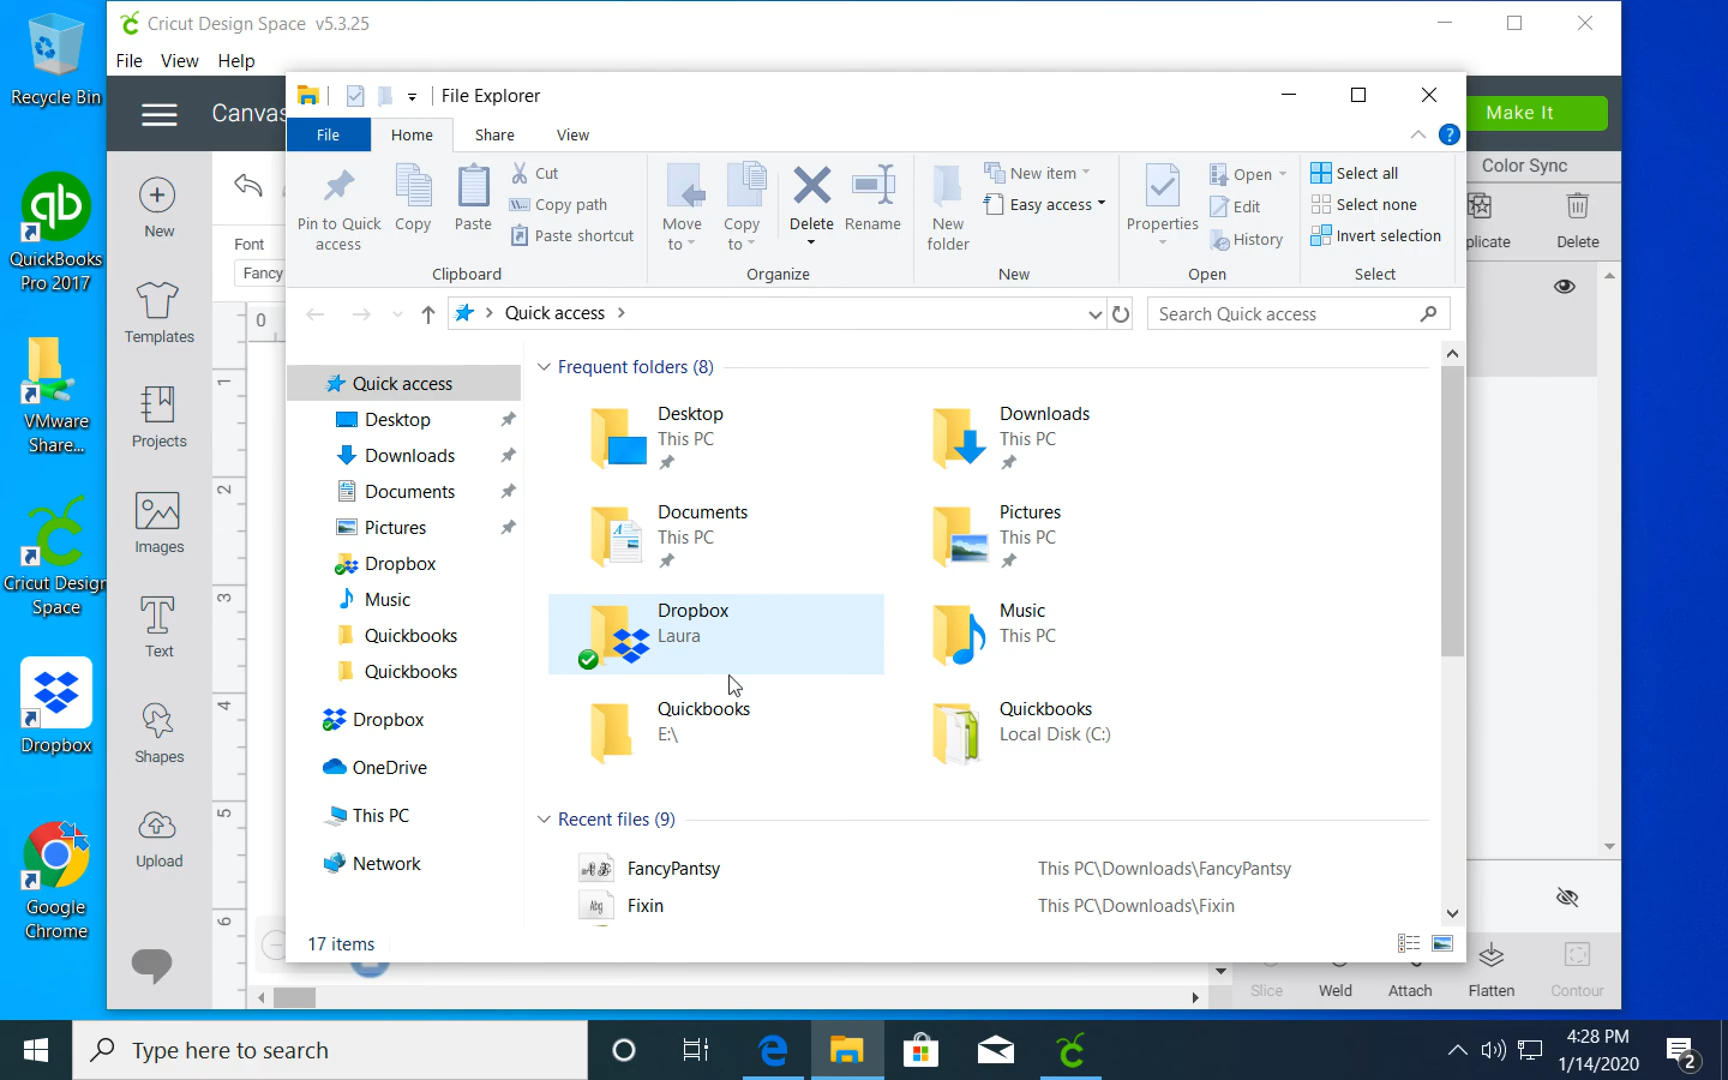 Recycle Bin
QuickBooks
Pro 2017
VMware
Share...
Cricut Design
Space
Dropbox
Google
Chrome
Cricut Design Space v5.3.25
File View Help
Canvas
Make It
New
Templates
Projects
Images
Text
Shapes
Upload
Font
Fancy
0
1
2
3
4
5
6
Color Sync
plicate
Delete
Slice
Weld
Attach
Flatten
Contour
File Explorer
File
Home
Share
View
Pin to Quick
access
Copy
Paste
Cut
Copy path
Paste shortcut
Clipboard
Move
to
Copy
to
Delete
Rename
Organize
New
folder
New item
Easy access
New
Properties
Open
Edit
History
Open
Select all
Select none
Invert selection
Select
Quick access
Search Quick access
Quick access
Desktop
Downloads
Documents
Pictures
Dropbox
Music
Quickbooks
Quickbooks
Dropbox
OneDrive
This PC
Network
Frequent folders (8)
Desktop
This PC
Downloads
This PC
Documents
This PC
Pictures
This PC
Dropbox
Laura
Music
This PC
Quickbooks
E:\
Quickbooks
Local Disk (C:)
Recent files (9)
FancyPantsy
This PC\Downloads\FancyPantsy
Fixin
This PC\Downloads\Fixin
17 items
Type here to search
4:28 PM
1/14/2020
2